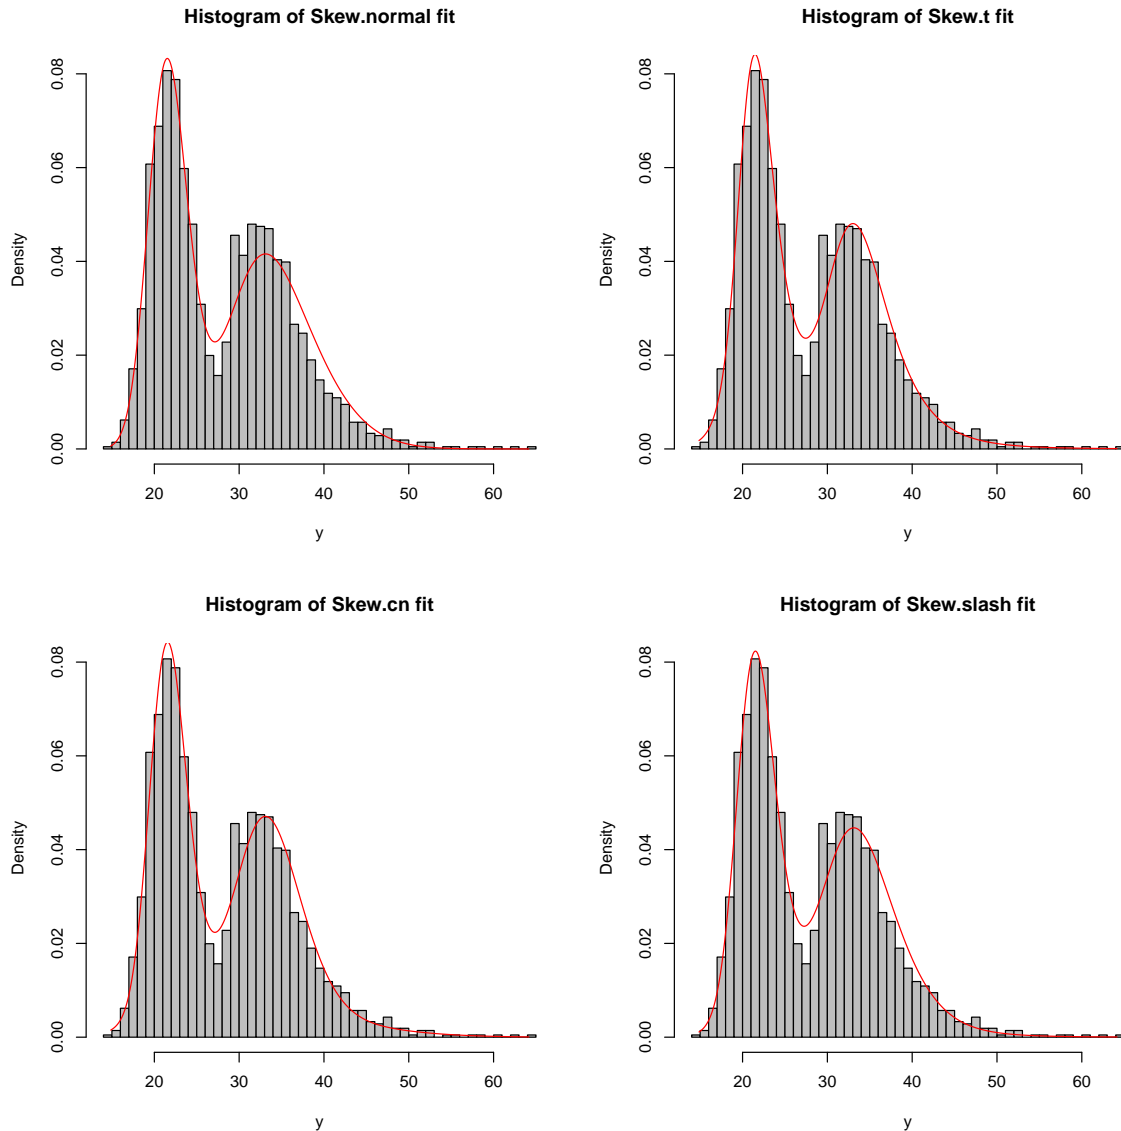 Histogram of Skew.normal fit
Density
0.00 0.02 0.04 0.06 0.08
20 30 40 50 60
y
Histogram of Skew.t fit
Density
0.00 0.02 0.04 0.06 0.08
20 30 40 50 60
y
Histogram of Skew.cn fit
Density
0.00 0.02 0.04 0.06 0.08
20 30 40 50 60
y
Histogram of Skew.slash fit
Density
0.00 0.02 0.04 0.06 0.08
20 30 40 50 60
y